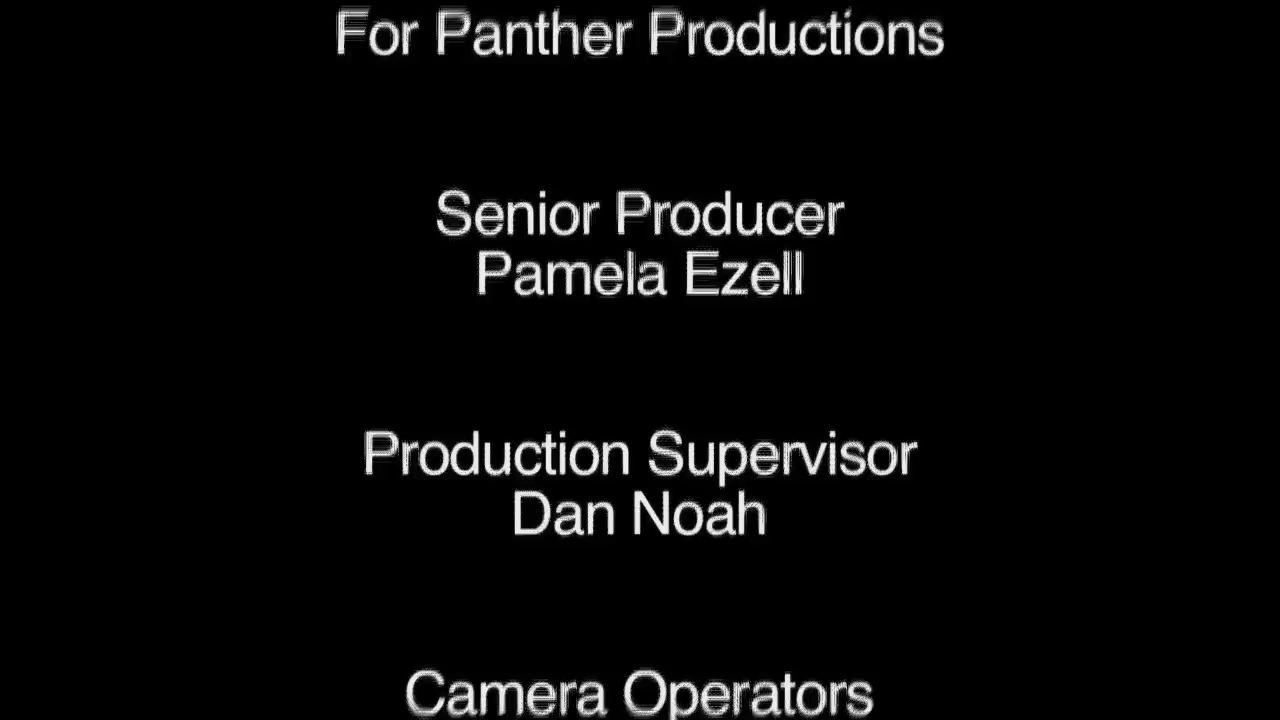 For Panther Productions
Senior Producer
Pamela Ezell
Production Supervisor
Dan Noah
Camera Operators